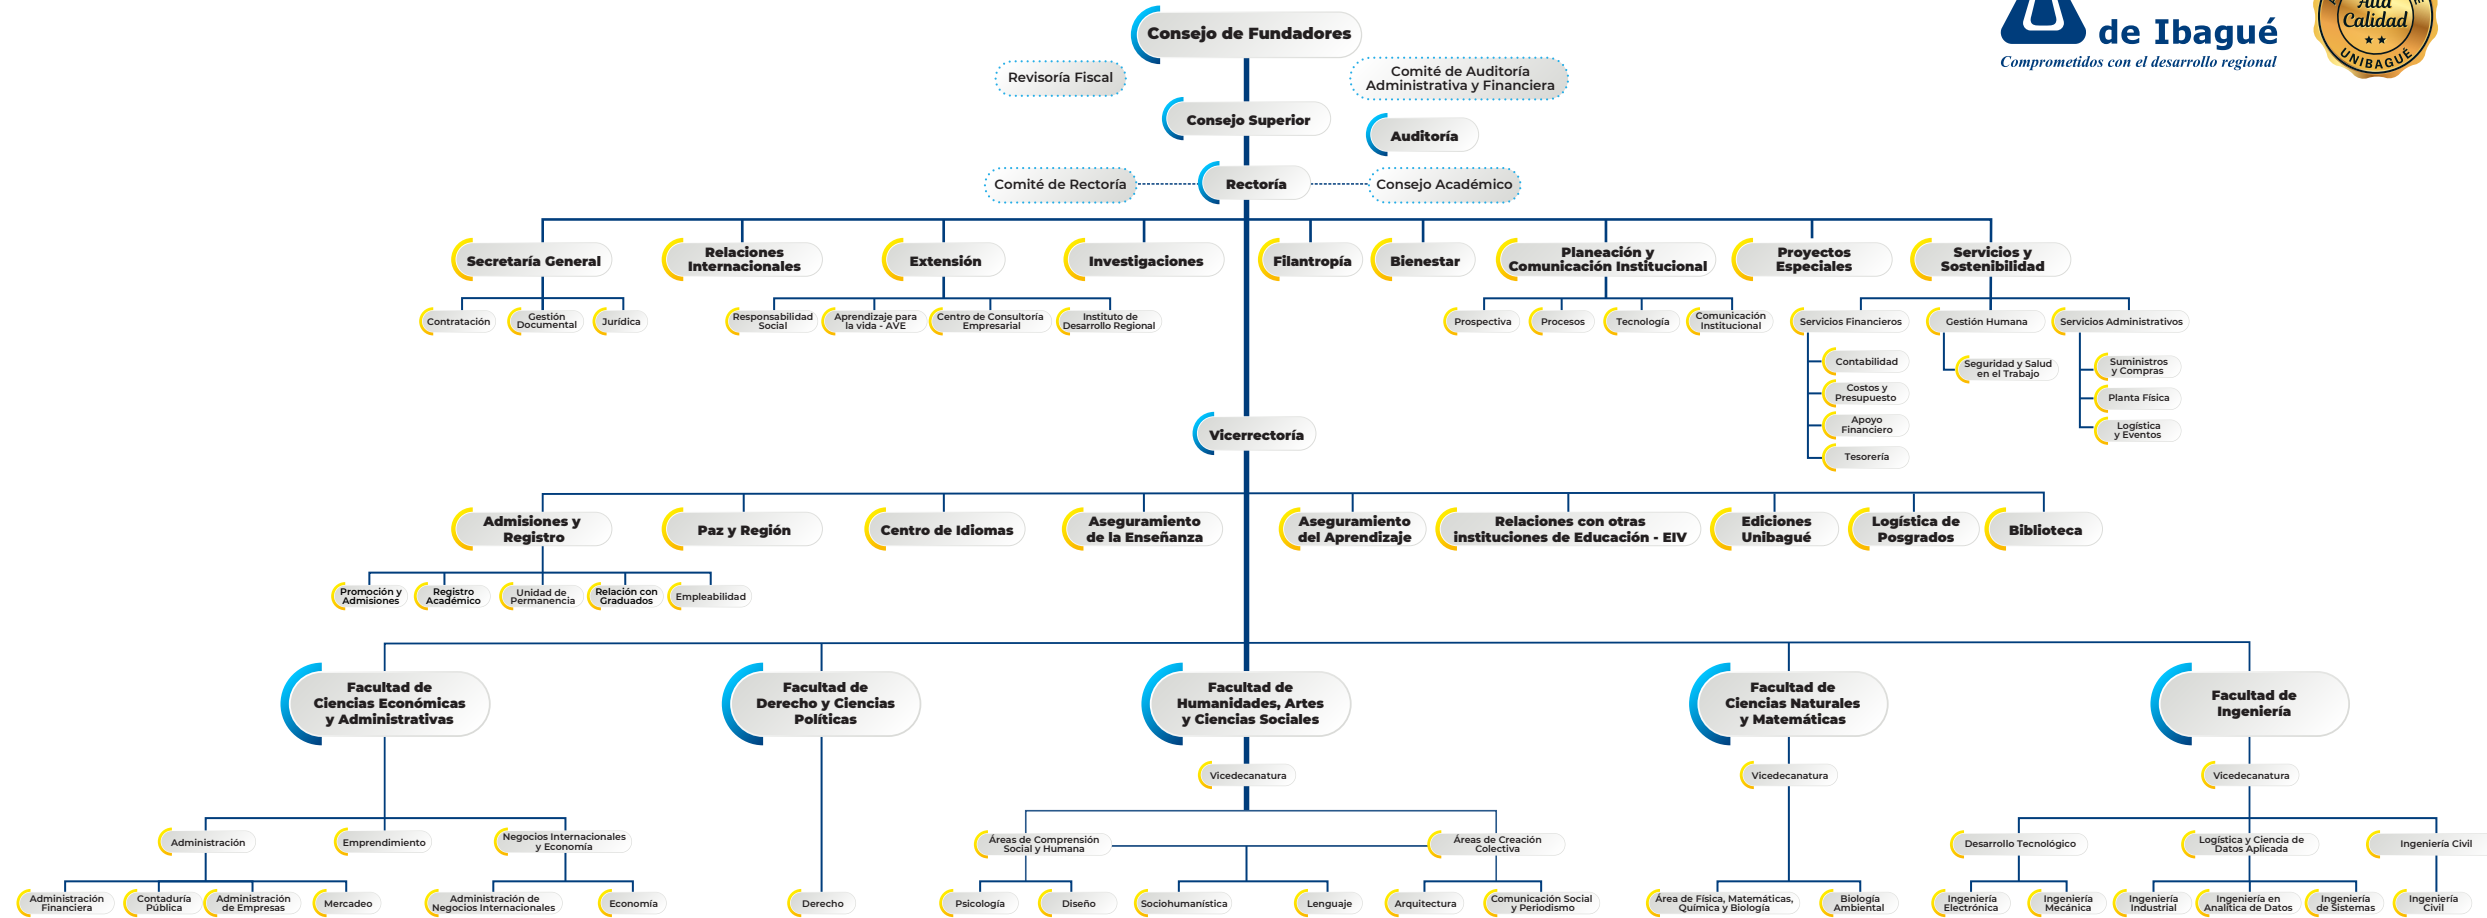 Consejo de Fundadores
de Ibagué
Comprometidos con el desarrollo regional
Alta
Calidad
UNIBAGUÉ
Revisoría Fiscal
Comité de Auditoría
Administrativa y Financiera
Consejo Superior
Auditoría
Comité de Rectoría
Rectoría
Consejo Académico
Secretaría General
Relaciones
Internacionales
Extensión
Investigaciones
Filantropía
Bienestar
Planeación y
Comunicación Institucional
Proyectos
Especiales
Servicios y
Sostenibilidad
Contratación
Gestión
Documental
Jurídica
Responsabilidad
Social
Aprendizaje para
la vida - AVE
Centro de Consultoría
Empresarial
Instituto de
Desarrollo Regional
Prospectiva
Procesos
Tecnología
Comunicación
Institucional
Servicios Financieros
Gestión Humana
Servicios Administrativos
Contabilidad
Costos y
Presupuesto
Apoyo
Financiero
Tesorería
Seguridad y Salud
en el Trabajo
Suministros
y Compras
Planta Física
Logística
y Eventos
Vicerrectoría
Admisiones y
Registro
Paz y Región
Centro de Idiomas
Aseguramiento
de la Enseñanza
Aseguramiento
del Aprendizaje
Relaciones con otras
instituciones de Educación - EIV
Ediciones
Unibagué
Logística de
Posgrados
Biblioteca
Promoción y
Admisiones
Registro
Académico
Unidad de
Permanencia
Relación con
Graduados
Empleabilidad
Facultad de
Ciencias Económicas
y Administrativas
Facultad de
Derecho y Ciencias
Políticas
Facultad de
Humanidades, Artes
y Ciencias Sociales
Facultad de
Ciencias Naturales
y Matemáticas
Facultad de
Ingeniería
Vicedecanatura
Vicedecanatura
Vicedecanatura
Administración
Emprendimiento
Negocios Internacionales
y Economía
Áreas de Comprensión
Social y Humana
Áreas de Creación
Colectiva
Desarrollo Tecnológico
Logística y Ciencia de
Datos Aplicada
Ingeniería Civil
Administración
Financiera
Contaduría
Pública
Administración
de Empresas
Mercadeo
Administración de
Negocios Internacionales
Economía
Derecho
Psicología
Diseño
Sociohumanística
Lenguaje
Arquitectura
Comunicación Social
y Periodismo
Área de Física, Matemáticas,
Química y Biología
Biología
Ambiental
Ingeniería
Electrónica
Ingeniería
Mecánica
Ingeniería
Industrial
Ingeniería en
Analítica de Datos
Ingeniería
de Sistemas
Ingeniería
Civil